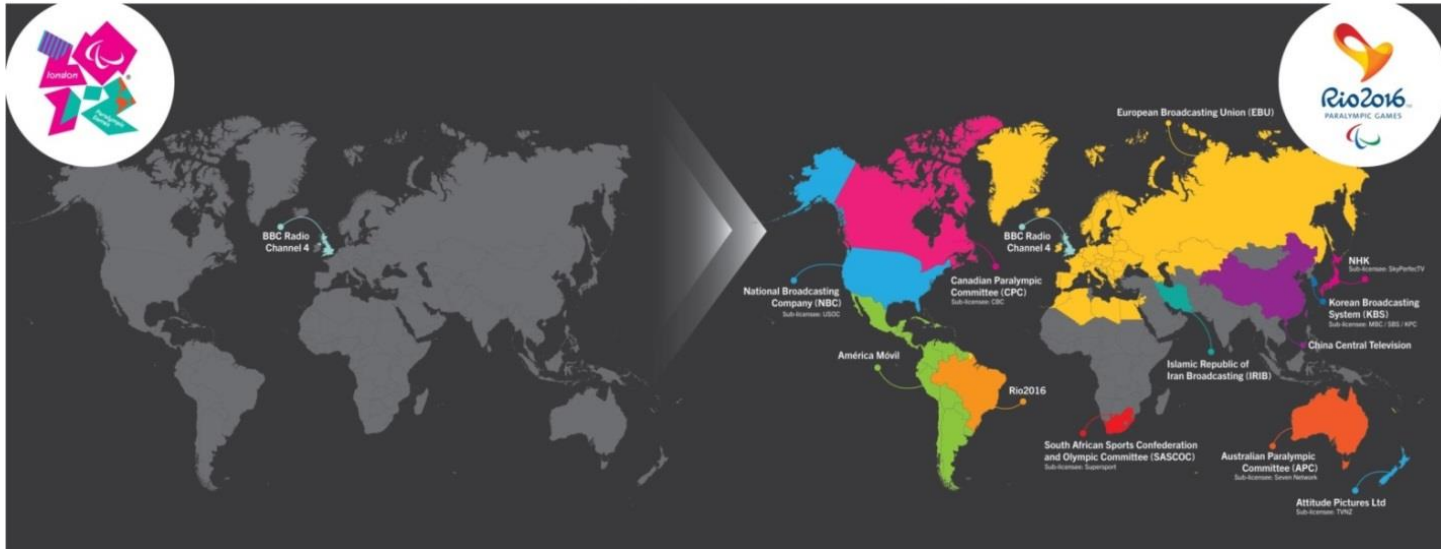 london
Paralympic
Games
BBC Radio
Channel 4
Rio2016
PARALYMPIC GAMES
European Broadcasting Union (EBU)
BBC Radio
Channel 4
National Broadcasting
Company (NBC)
Sub-licensee: USOC
Canadian Paralympic
Committee (CPC)
Sub-licensee: CBC
NHK
Sub-licensee: SkyPerfecTV
Korean Broadcasting
System (KBS)
Sub-licensee: MBC / SBS / KPC
China Central Television
América Móvil
Islamic Republic of
Iran Broadcasting (IRIB)
Rio2016
South African Sports Confederation
and Olympic Committee (SASCOC)
Sub-licensee: Supersport
Australian Paralympic
Committee (APC)
Sub-licensee: Seven Network
Attitude Pictures Ltd
Sub-licensee: TVNZ